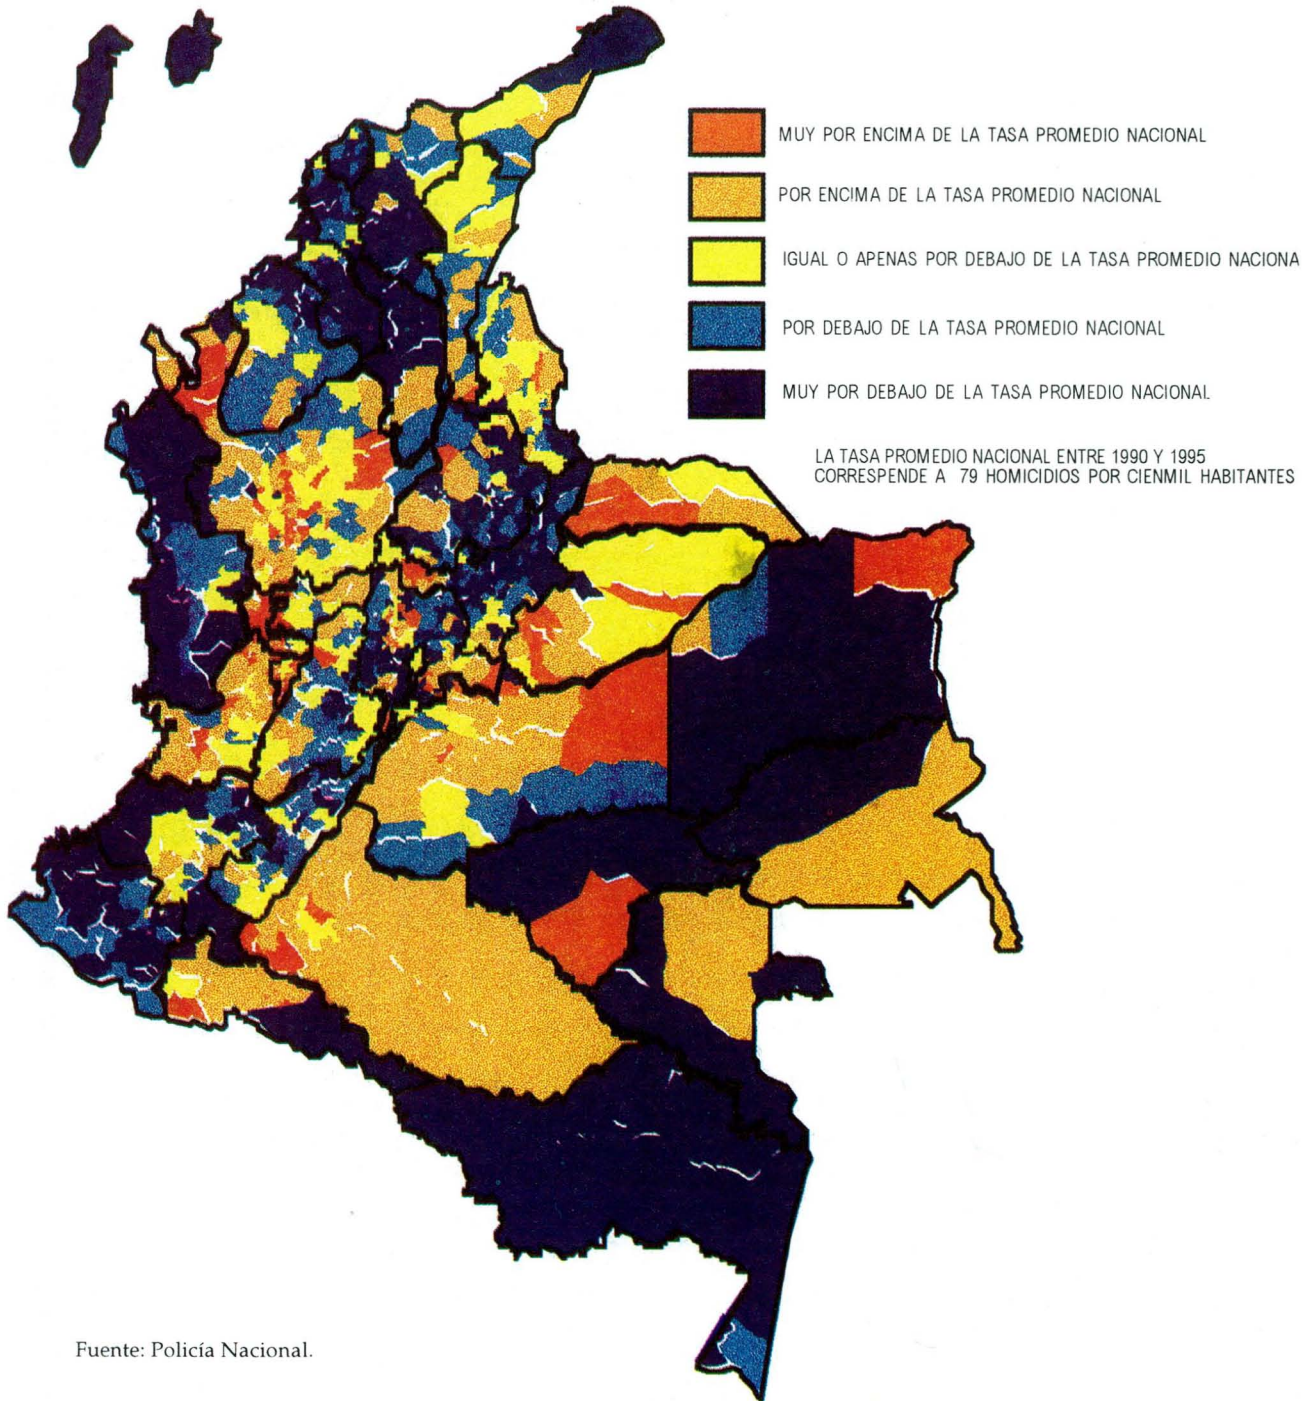 MUY POR ENCIMA DE LA TASA PROMEDIO NACIONAL
POR ENCIMA DE LA TASA PROMEDIO NACIONAL
IGUAL O APENAS POR DEBAJO DE LA TASA PROMEDIO NACIONA
POR DEBAJO DE LA TASA PROMEDIO NACIONAL
MUY POR DEBAJO DE LA TASA PROMEDIO NACIONAL
LA TASA PROMEDIO NACIONAL ENTRE 1990 Y 1995
CORRESPENDE A 79 HOMICIDIOS POR CIENMIL HABITANTES
Fuente: Policía Nacional.